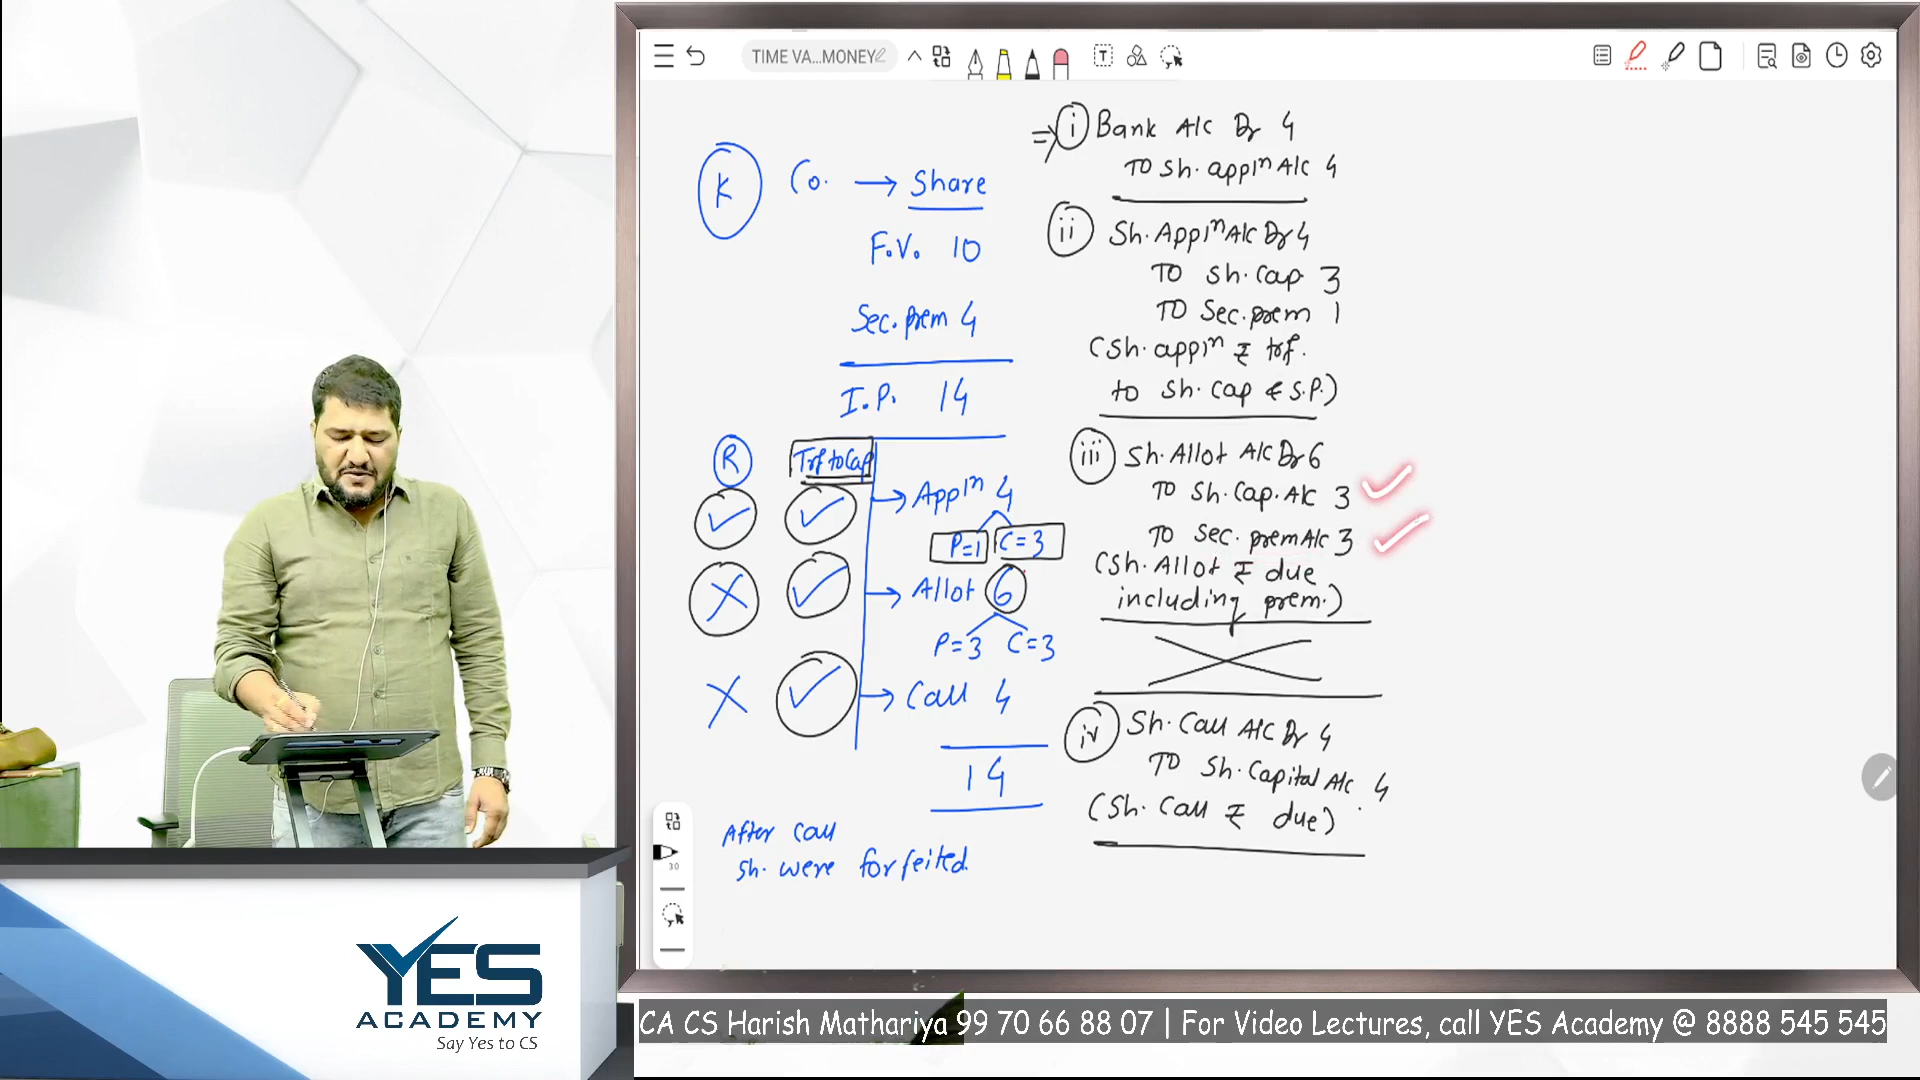 TIME VA...MONEY
K Co. → Share
F.V. 10
Sec. prem 4
I.P. 14
R Trf to Cap
→ Applⁿ 4
P=1 C=3
→ Allot 6
P=3 C=3
→ Call 4
14
After Call
Sh. were forfeited.
⇒ i Bank A/c Dr 4
TO Sh. applⁿ A/c 4
ii Sh. Applⁿ A/c Dr 4
TO Sh. Cap 3
TO Sec. prem 1
(Sh. applⁿ ₹ trf.
to Sh. Cap & S.P.)
iii Sh. Allot A/c Dr 6
TO Sh. Cap. A/c 3
TO Sec. prem A/c 3
(Sh. Allot ₹ due
including prem.)
iv Sh. Call A/c Dr 4
TO Sh. Capital A/c 4
(Sh. Call ₹ due)
30
YES
ACADEMY
Say Yes to CS
CA CS Harish Mathariya 99 70 66 88 07 | For Video Lectures, call YES Academy @ 8888 545 545